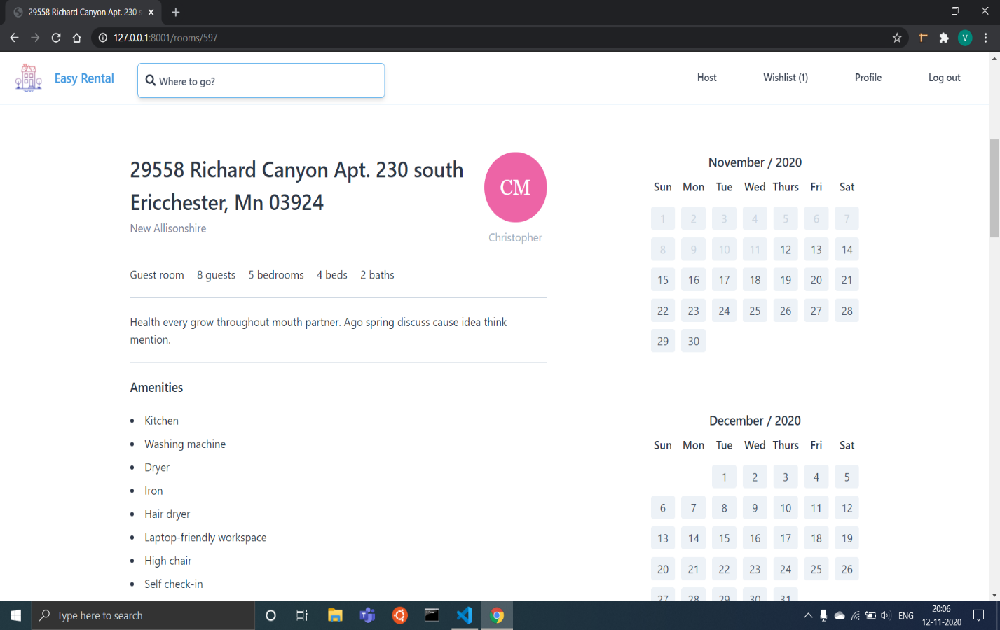 29558 Richard Canyon Apt. 230 s
127.0.0.1:8001/rooms/597
V
Easy Rental
Where to go?
Host Wishlist (1) Profile Log out
29558 Richard Canyon Apt. 230 south
Ericchester, Mn 03924
New Allisonshire
CM
Christopher
Guest room 8 guests 5 bedrooms 4 beds 2 baths
Health every grow throughout mouth partner. Ago spring discuss cause idea think
mention.
Amenities
Kitchen
Washing machine
Dryer
Iron
Hair dryer
Laptop-friendly workspace
High chair
Self check-in
November / 2020
Sun Mon Tue Wed Thurs Fri Sat
1 2 3 4 5 6 7
8 9 10 11 12 13 14
15 16 17 18 19 20 21
22 23 24 25 26 27 28
29 30
December / 2020
Sun Mon Tue Wed Thurs Fri Sat
1 2 3 4 5
6 7 8 9 10 11 12
13 14 15 16 17 18 19
20 21 22 23 24 25 26
27 28 29 30 31
Type here to search
ENG
20:06
12-11-2020